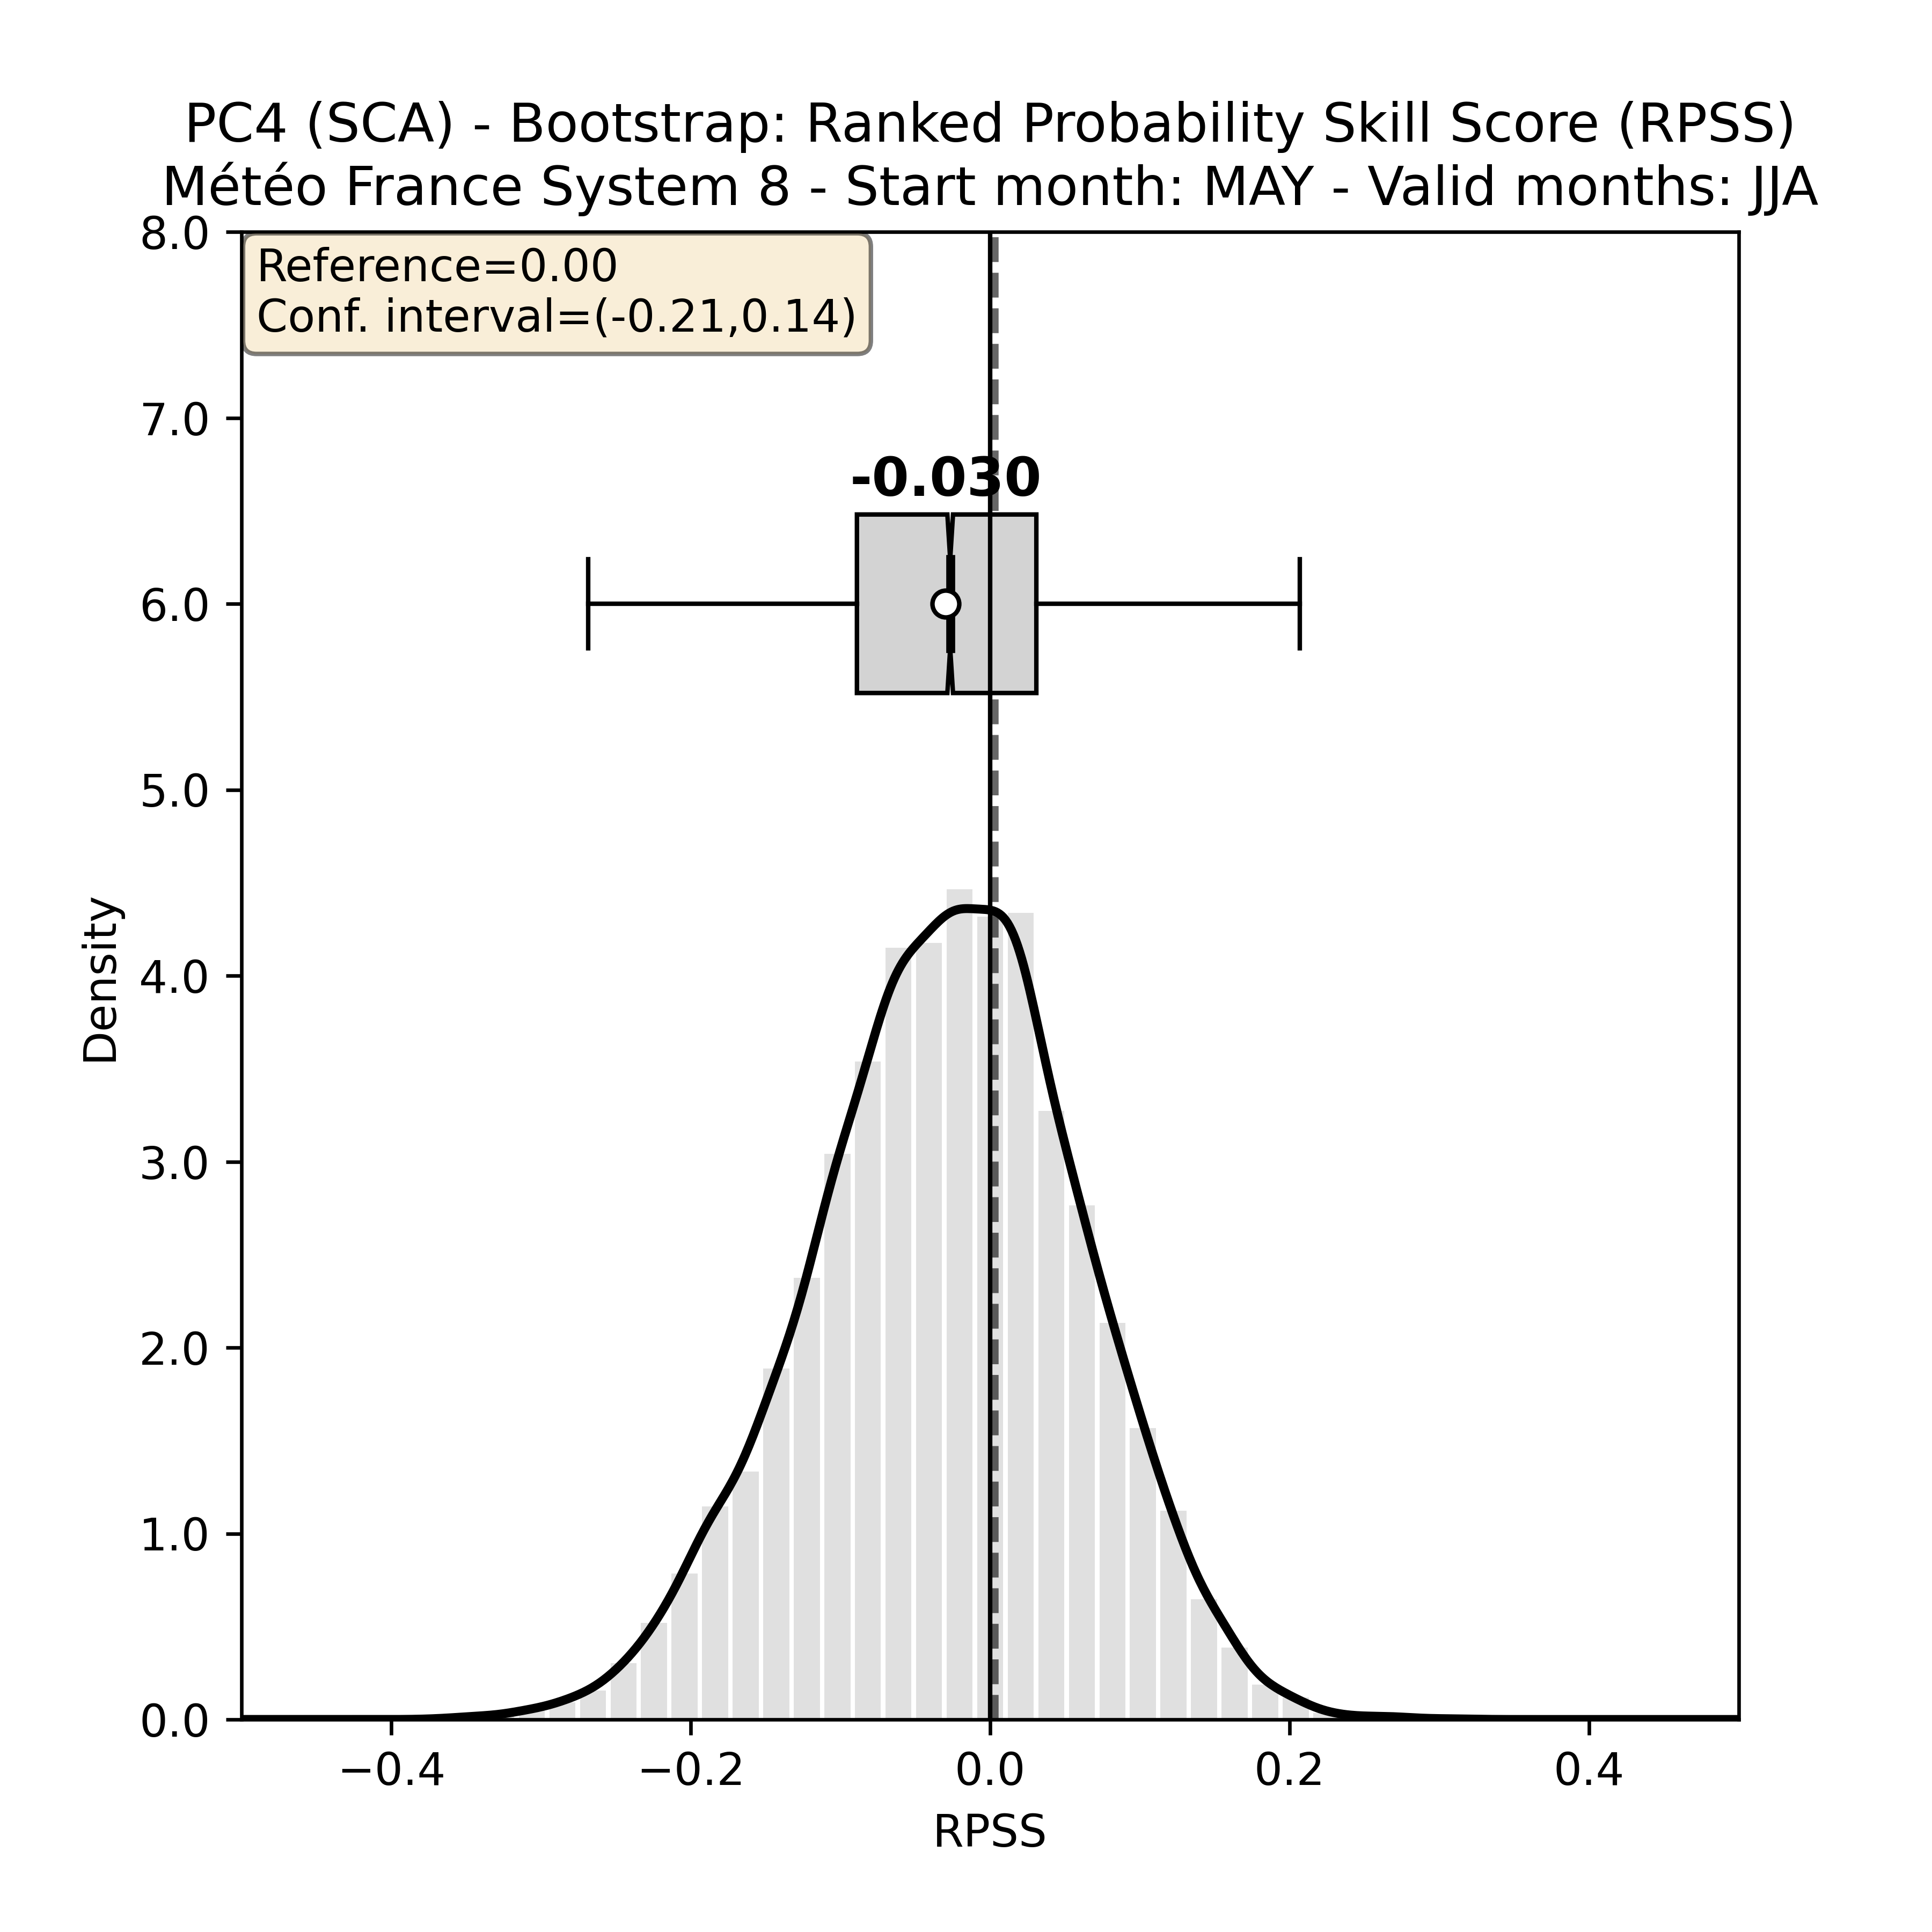 PC4 (SCA) - Bootstrap: Ranked Probability Skill Score (RPSS)
Météo France System 8 - Start month: MAY - Valid months: JJA
Reference=0.00
Conf. interval=(-0.21,0.14)
-0.030
8.0
7.0
6.0
5.0
4.0
3.0
2.0
1.0
0.0
Density
−0.4
−0.2
0.0
0.2
0.4
RPSS